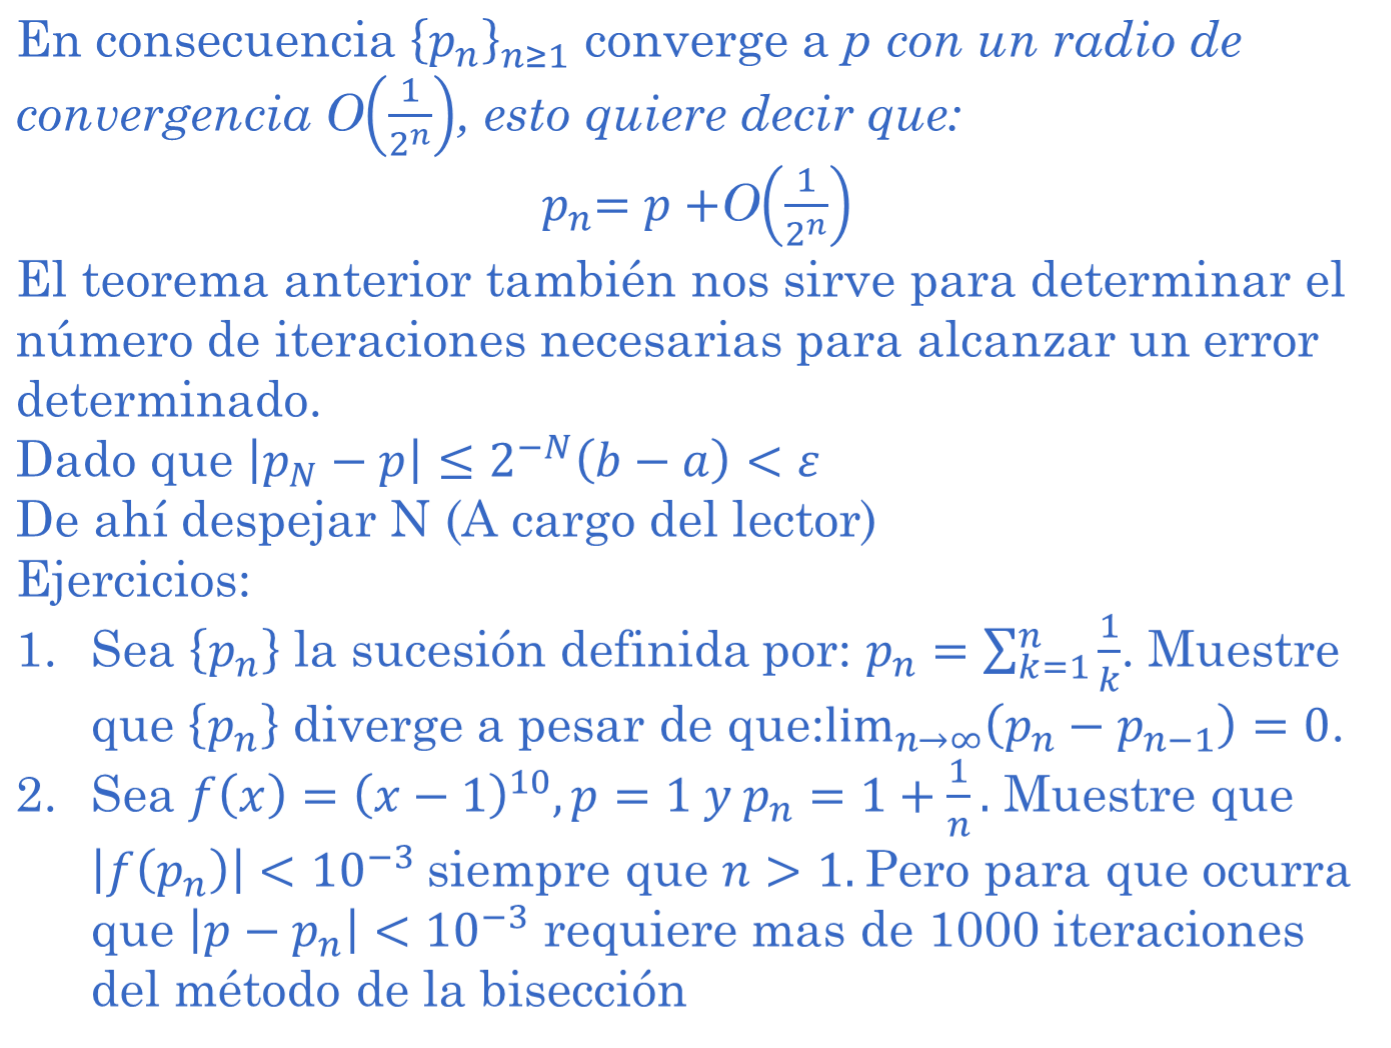 En consecuencia {pₙ}ₙ≥₁ converge a p con un radio de
convergencia O(1/2ⁿ), esto quiere decir que:
pₙ= p +O(1/2ⁿ)
El teorema anterior también nos sirve para determinar el
número de iteraciones necesarias para alcanzar un error
determinado.
Dado que |p_N − p| ≤ 2^{−N}(b − a) < ε
De ahí despejar N (A cargo del lector)
Ejercicios:
1. Sea {pₙ} la sucesión definida por: pₙ = ∑ₖ₌₁ⁿ 1/k. Muestre
que {pₙ} diverge a pesar de que:limₙ→∞(pₙ − pₙ₋₁) = 0.
2. Sea f(x) = (x − 1)¹⁰, p = 1 y pₙ = 1 + 1/n. Muestre que
|f(pₙ)| < 10⁻³ siempre que n > 1. Pero para que ocurra
que |p − pₙ| < 10⁻³ requiere mas de 1000 iteraciones
del método de la bisección